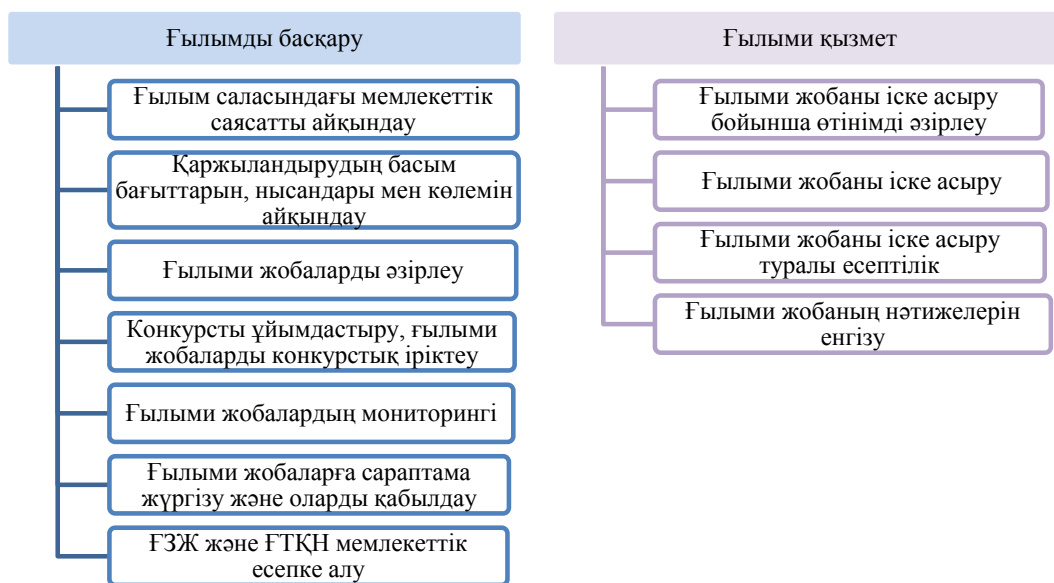 Ғылымды басқару
Ғылым саласындағы мемлекеттік
саясатты айқындау
Қаржыландырудың басым
бағыттарын, нысандары мен көлемін
айқындау
Ғылыми жобаларды әзірлеу
Конкурсты ұйымдастыру, ғылыми
жобаларды конкурстық іріктеу
Ғылыми жобалардың мониторингі
Ғылыми жобаларға сараптама
жүргізу және оларды қабылдау
ҒЗЖ және ҒТҚН мемлекеттік
есепке алу
Ғылыми қызмет
Ғылыми жобаны іске асыру
бойынша өтінімді әзірлеу
Ғылыми жобаны іске асыру
Ғылыми жобаны іске асыру
туралы есептілік
Ғылыми жобаның нәтижелерін
енгізу